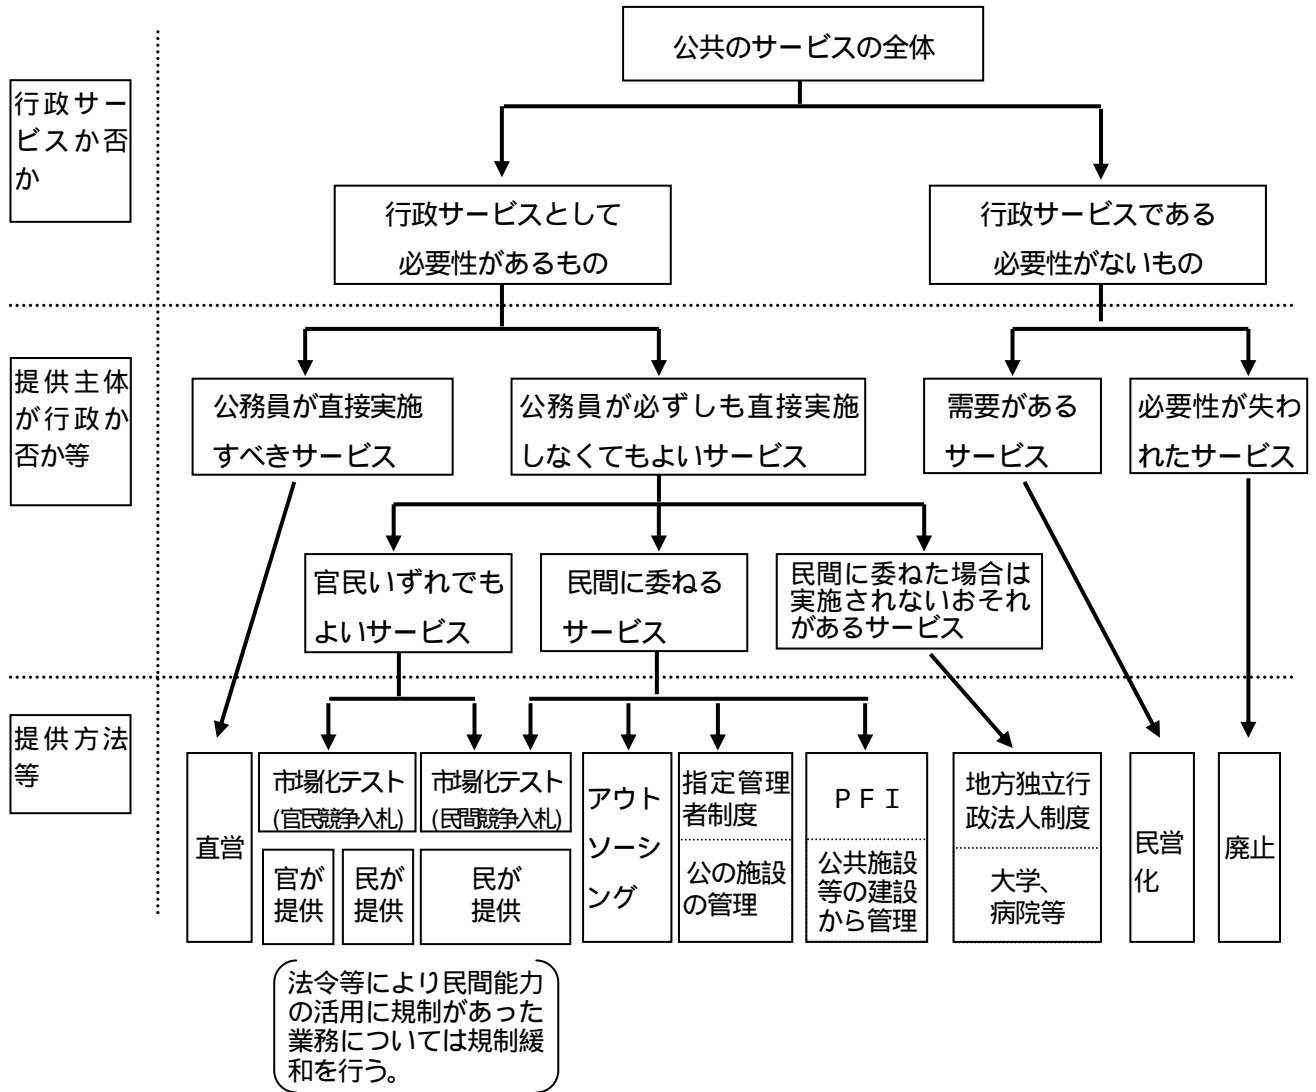 公共のサービスの全体
行政サー
ビスか否
か
行政サービスとして
必要性があるもの
行政サービスである
必要性がないもの
提供主体
が行政か
否か等
公務員が直接実施
すべきサービス
公務員が必ずしも直接実施
しなくてもよいサービス
需要がある
サービス
必要性が失わ
れたサービス
官民いずれでも
よいサービス
民間に委ねる
サービス
民間に委ねた場合は
実施されないおそれ
があるサービス
提供方法
等
直営
市場化テスト
(官民競争入札)
官が
提供
民が
提供
市場化テスト
(民間競争入札)
民が
提供
アウト
ソーシ
ング
指定管理
者制度
公の施設
の管理
ＰＦＩ
公共施設
等の建設
から管理
地方独立行
政法人制度
大学、
病院等
民営
化
廃止
法令等により民間能力
の活用に規制があった
業務については規制緩
和を行う。